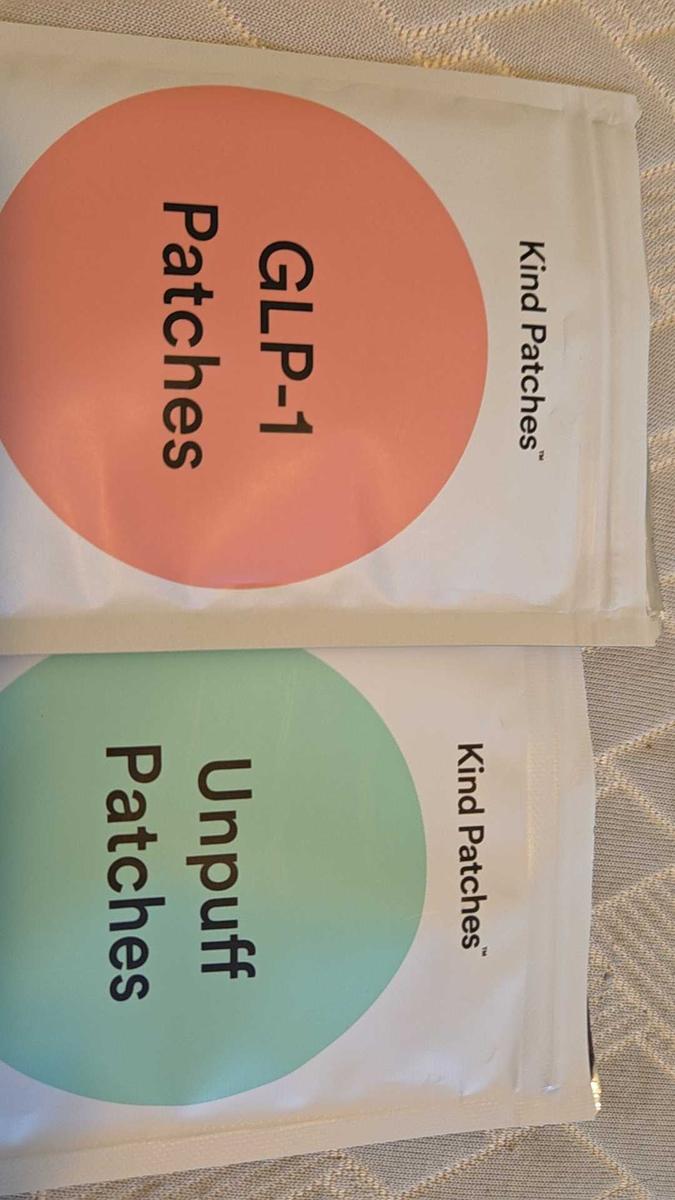 Kind Patches™
GLP-1
Patches
Kind Patches™
Unpuff
Patches